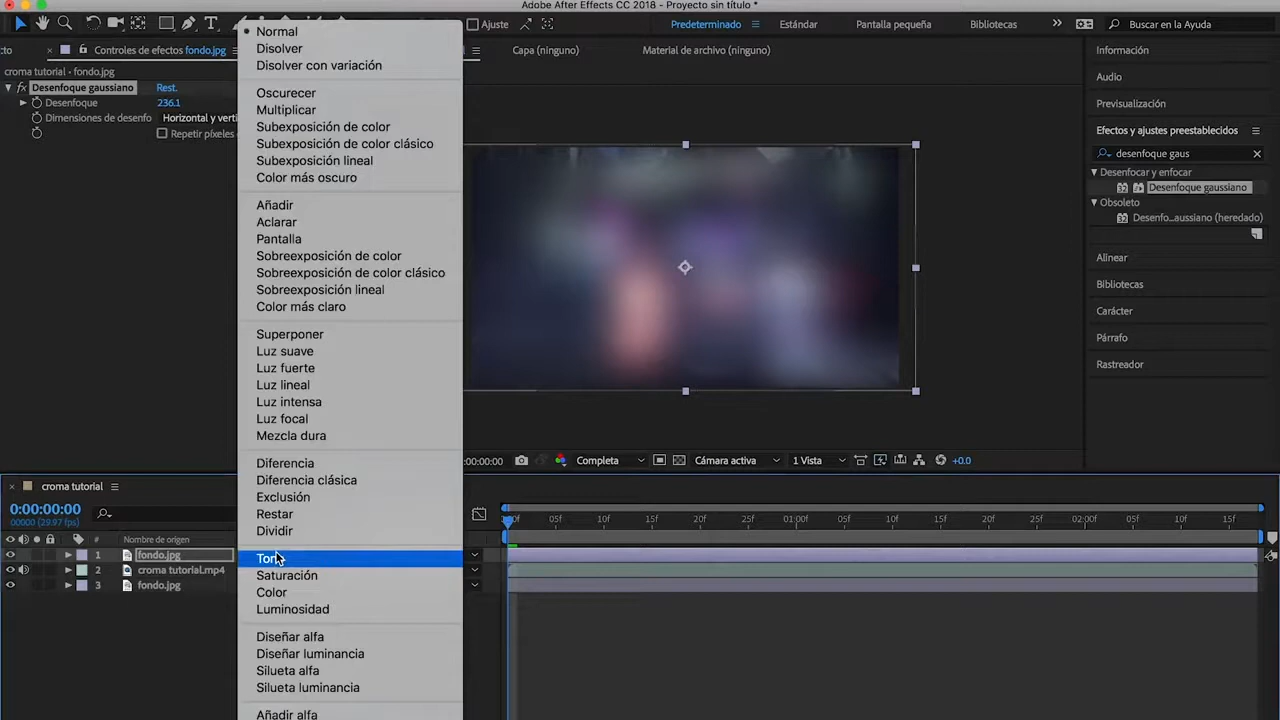 Adobe After Effects CC 2018 - Proyecto sin título *
Ajuste
Predeterminado
Estándar
Pantalla pequeña
Bibliotecas
Buscar en la Ayuda
Controles de efectos fondo.jpg
Capa (ninguno)
Material de archivo (ninguno)
croma tutorial • fondo.jpg
fx Desenfoque gaussiano
Rest.
Desenfoque
236.1
Dimensiones de desenfo
Horizontal y verti
Repetir píxeles
Normal
Disolver
Disolver con variación
Oscurecer
Multiplicar
Subexposición de color
Subexposición de color clásico
Subexposición lineal
Color más oscuro
Añadir
Aclarar
Pantalla
Sobreexposición de color
Sobreexposición de color clásico
Sobreexposición lineal
Color más claro
Superponer
Luz suave
Luz fuerte
Luz lineal
Luz intensa
Luz focal
Mezcla dura
Diferencia
Diferencia clásica
Exclusión
Restar
Dividir
Saturación
Color
Luminosidad
Diseñar alfa
Diseñar luminancia
Silueta alfa
Silueta luminancia
Añadir alfa
Información
Audio
Previsualización
Efectos y ajustes preestablecidos
desenfoque gaus
Desenfocar y enfocar
Desenfoque gaussiano
Obsoleto
Desenfo...aussiano (heredado)
Alinear
Bibliotecas
Carácter
Párrafo
Rastreador
:00:00:00
Completa
Cámara activa
1 Vista
+0.0
croma tutorial
0:00:00:00
00000 (29.97 fps)
05f
10f
15f
20f
25f
01:00f
05f
10f
15f
20f
25f
02:00f
05f
10f
15f
#
Nombre de origen
1
fondo.jpg
2
croma tutorial.mp4
3
fondo.jpg